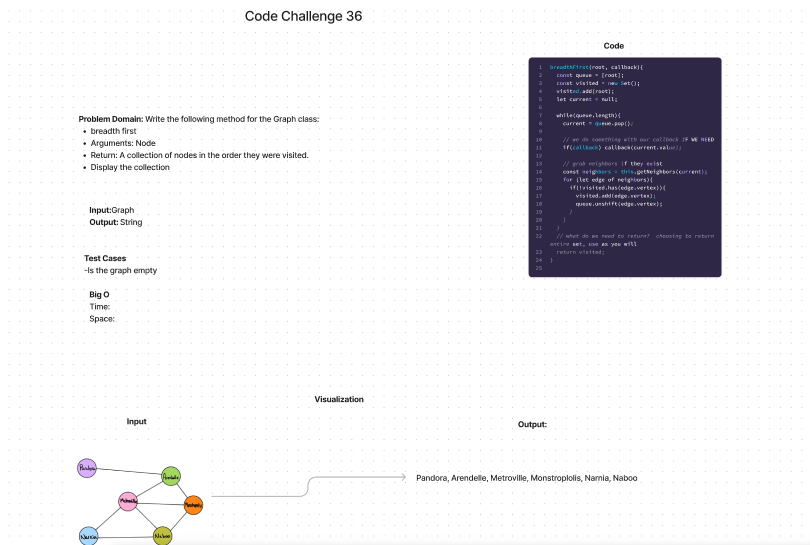 Code Challenge 36
Code
1 breadthFirst(root, callback){
2 const queue = [root];
3 const visited = new Set();
4 visited.add(root);
5 let current = null;
6
7 while(queue.length){
8 current = queue.pop();
9
10 // we do something with our callback IF WE NEED
11 if(callback) callback(current.value);
12
13 // grab neighbors if they exist
14 const neighbors = this.getNeighbors(current);
15 for (let edge of neighbors){
16 if(!visited.has(edge.vertex)){
17 visited.add(edge.vertex);
18 queue.unshift(edge.vertex);
19 }
20 }
21 }
22 // what do we need to return? choosing to return
entire set, use as you will
23 return visited;
24 }
25
Problem Domain: Write the following method for the Graph class:
• breadth first
• Arguments: Node
• Return: A collection of nodes in the order they were visited.
• Display the collection
Input:Graph
Output: String
Test Cases
-Is the graph empty
Big O
Time:
Space:
Visualization
Input
Output:
Pandora, Arendelle, Metroville, Monstroplolis, Narnia, Naboo
Narnia
Naboo